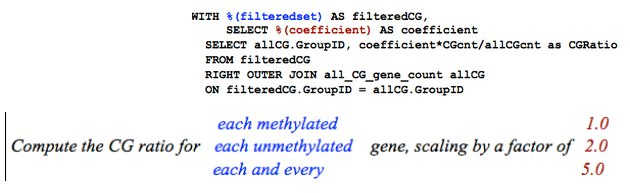 WITH %(filteredset) AS filteredCG,
SELECT %(coefficient) AS coefficient
SELECT allCG.GroupID, coefficient*CGcnt/allCGcnt as CGRatio
FROM filteredCG
RIGHT OUTER JOIN all_CG_gene_count allCG
ON filteredCG.GroupID = allCG.GroupID
each methylated 1.0
Compute the CG ratio for each unmethylated gene, scaling by a factor of 2.0
each and every 5.0